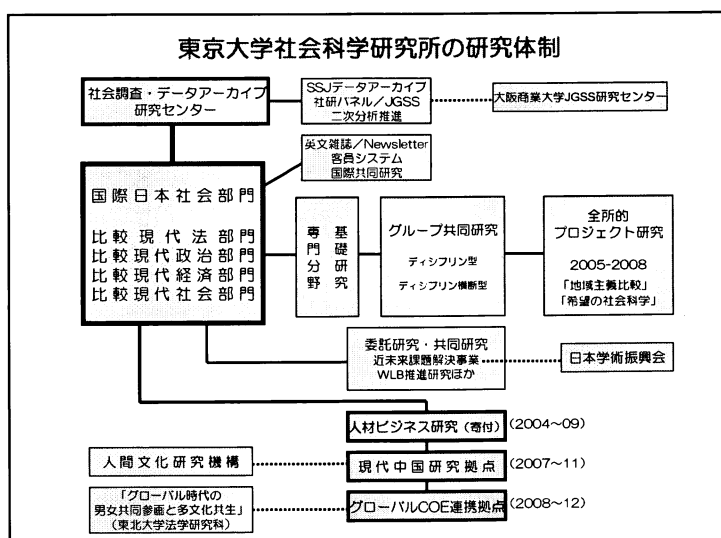 東京大学社会科学研究所の研究体制
社会調査・データアーカイブ
研究センター
SSJデータアーカイブ
社研パネル／JGSS
二次分析推進
大阪商業大学JGSS研究センター
英文雑誌／Newsletter
客員システム
国際共同研究
国際日本社会部門
比較現代法部門
比較現代政治部門
比較現代経済部門
比較現代社会部門
基礎研究
専門分野
グループ共同研究
ディシプリン型
ディシプリン横断型
全所的
プロジェクト研究
2005-2008
「地域主義比較」
「希望の社会科学」
委託研究・共同研究
近未来課題解決事業
WLB推進研究ほか
日本学術振興会
人材ビジネス研究（寄付）
(2004～09)
人間文化研究機構
現代中国研究拠点
(2007～11)
「グローバル時代の
男女共同参画と多文化共生」
(東北大学法学研究科)
グローバルCOE連携拠点
(2008～12)